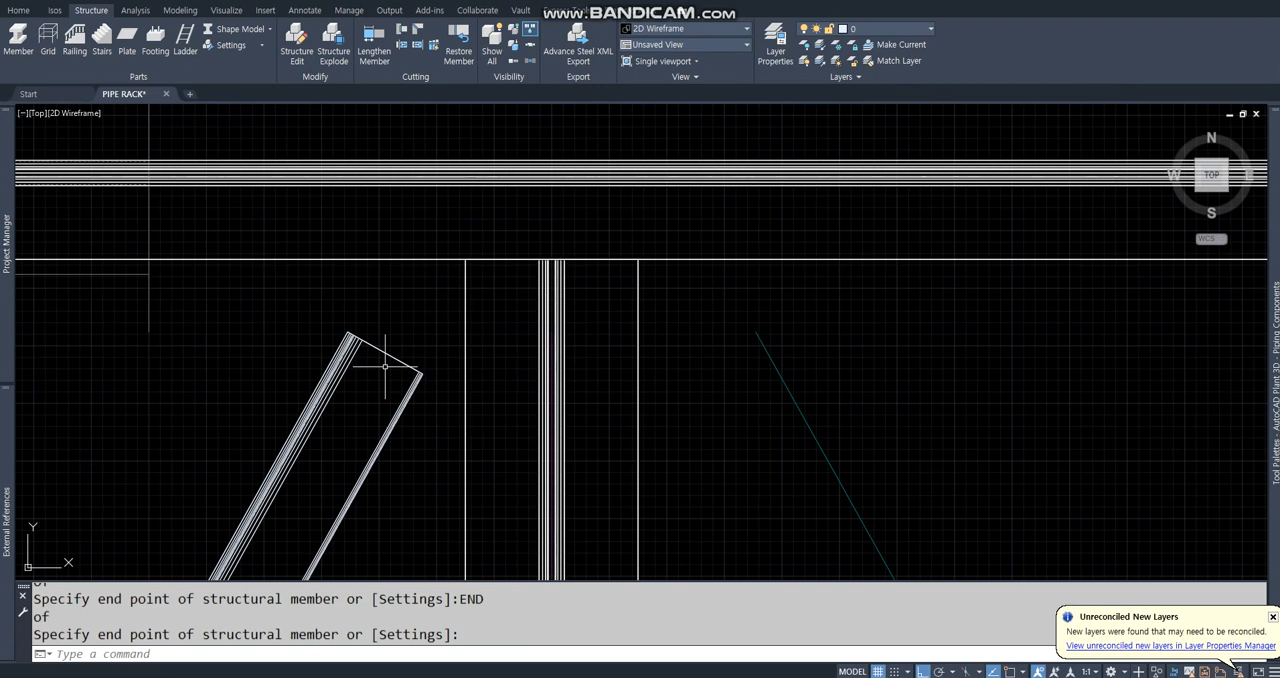 www.BANDICAM.com
Home Isos Structure Analysis Modeling Visualize Insert Annotate Manage Output Add-ins Collaborate Vault
Member Grid Railing Stairs Plate Footing Ladder
Shape Model
Settings
Structure Edit
Structure Explode
Lengthen Member
Restore Member
Show All
Advance Steel XML Export
2D Wireframe
Unsaved View
Single viewport
Layer Properties
0
Make Current
Match Layer
Parts Modify Cutting Visibility Export View Layers
Start PIPE RACK*
[−][Top][2D Wireframe]
N
W TOP E
S
WCS
Project Manager
External References
Tool Palettes - AutoCAD Plant 3D - Piping Components
Y
X
of
Specify end point of structural member or [Settings]:END
of
Specify end point of structural member or [Settings]:
Type a command
Unreconciled New Layers
New layers were found that may need to be reconciled.
View unreconciled new layers in Layer Properties Manager
MODEL 1:1